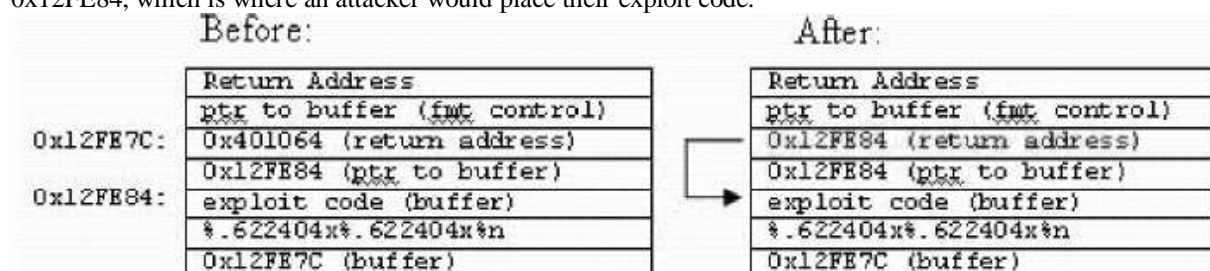 0x12FE84, which is where an attacker would place their exploit code.
Before:
After:
Return Address
ptr to buffer (fmt control)
0x12FE7C:
0x401064 (return address)
0x12FE84 (ptr to buffer)
0x12FE84:
exploit code (buffer)
%.622404x%.622404x%n
0x12FE7C (buffer)
Return Address
ptr to buffer (fmt control)
0x12FE84 (return address)
0x12FE84 (ptr to buffer)
exploit code (buffer)
%.622404x%.622404x%n
0x12FE7C (buffer)